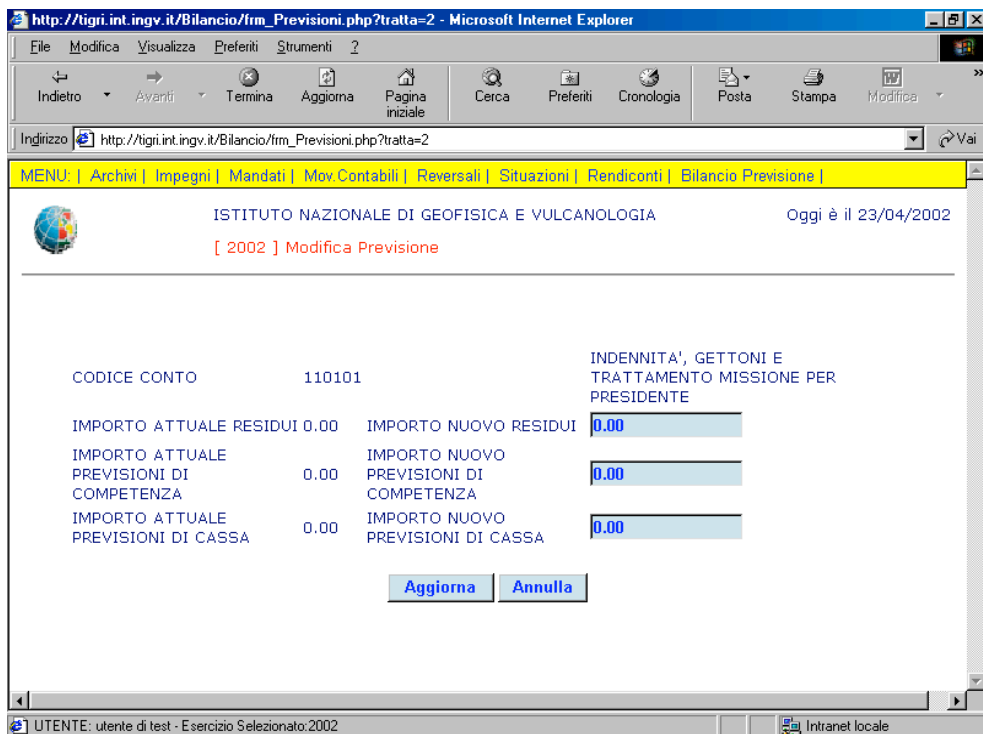 http://tigri.int.ingv.it/Bilancio/frm_Previsioni.php?tratta=2 - Microsoft Internet Explorer
File Modifica Visualizza Preferiti Strumenti ?
Indietro Avanti Termina Aggiorna Pagina iniziale Cerca Preferiti Cronologia Posta Stampa Modifica »
Indirizzo http://tigri.int.ingv.it/Bilancio/frm_Previsioni.php?tratta=2 Vai
MENU: | Archivi | Impegni | Mandati | Mov.Contabili | Reversali | Situazioni | Rendiconti | Bilancio Previsione |
ISTITUTO NAZIONALE DI GEOFISICA E VULCANOLOGIA Oggi è il 23/04/2002
[ 2002 ] Modifica Previsione
CODICE CONTO 110101
INDENNITA', GETTONI E
TRATTAMENTO MISSIONE PER
PRESIDENTE
IMPORTO ATTUALE RESIDUI 0.00 IMPORTO NUOVO RESIDUI 0.00
IMPORTO ATTUALE
PREVISIONI DI
COMPETENZA
0.00
IMPORTO NUOVO
PREVISIONI DI
COMPETENZA
0.00
IMPORTO ATTUALE
PREVISIONI DI CASSA
0.00
IMPORTO NUOVO
PREVISIONI DI CASSA
0.00
Aggiorna Annulla
UTENTE: utente di test - Esercizio Selezionato:2002 Intranet locale